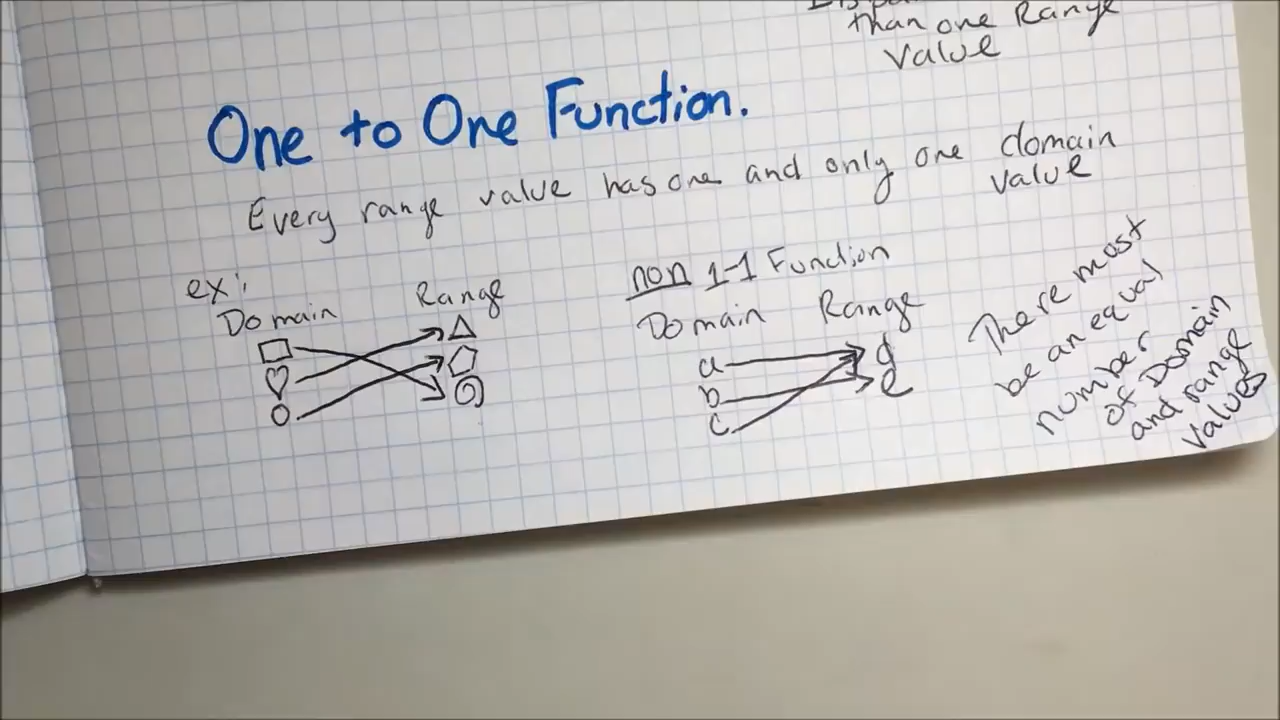 than one Range
Value
One to One Function.
Every range value has one and only one domain
value
ex:
Domain Range
non 1-1 Function
Domain Range
a
b
c
d
e
There most
be an equal
number
of Domain
and range
values